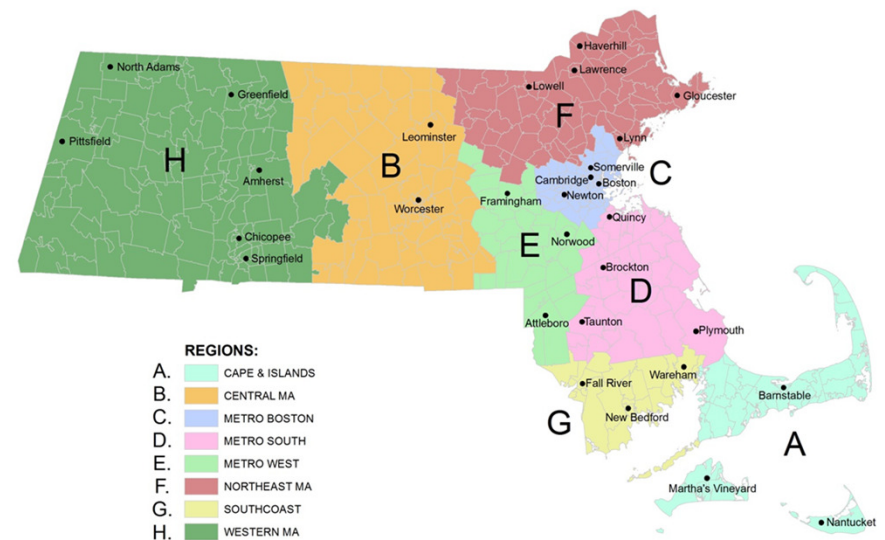 Haverhill
North Adams
Lawrence
Lowell
Greenfield
Gloucester
F
Leominster
Lynn
Pittsfield
H
B
Somerville
C
Cambridge
Boston
Amherst
Newton
Framingham
Worcester
Quincy
Chicopee
E
Norwood
Springfield
Brockton
D
Attleboro
Taunton
Plymouth
REGIONS:
A. CAPE & ISLANDS
B. CENTRAL MA
C. METRO BOSTON
D. METRO SOUTH
E. METRO WEST
F. NORTHEAST MA
G. SOUTHCOAST
H. WESTERN MA
Wareham
Fall River
Barnstable
New Bedford
G
A
Martha's Vineyard
Nantucket